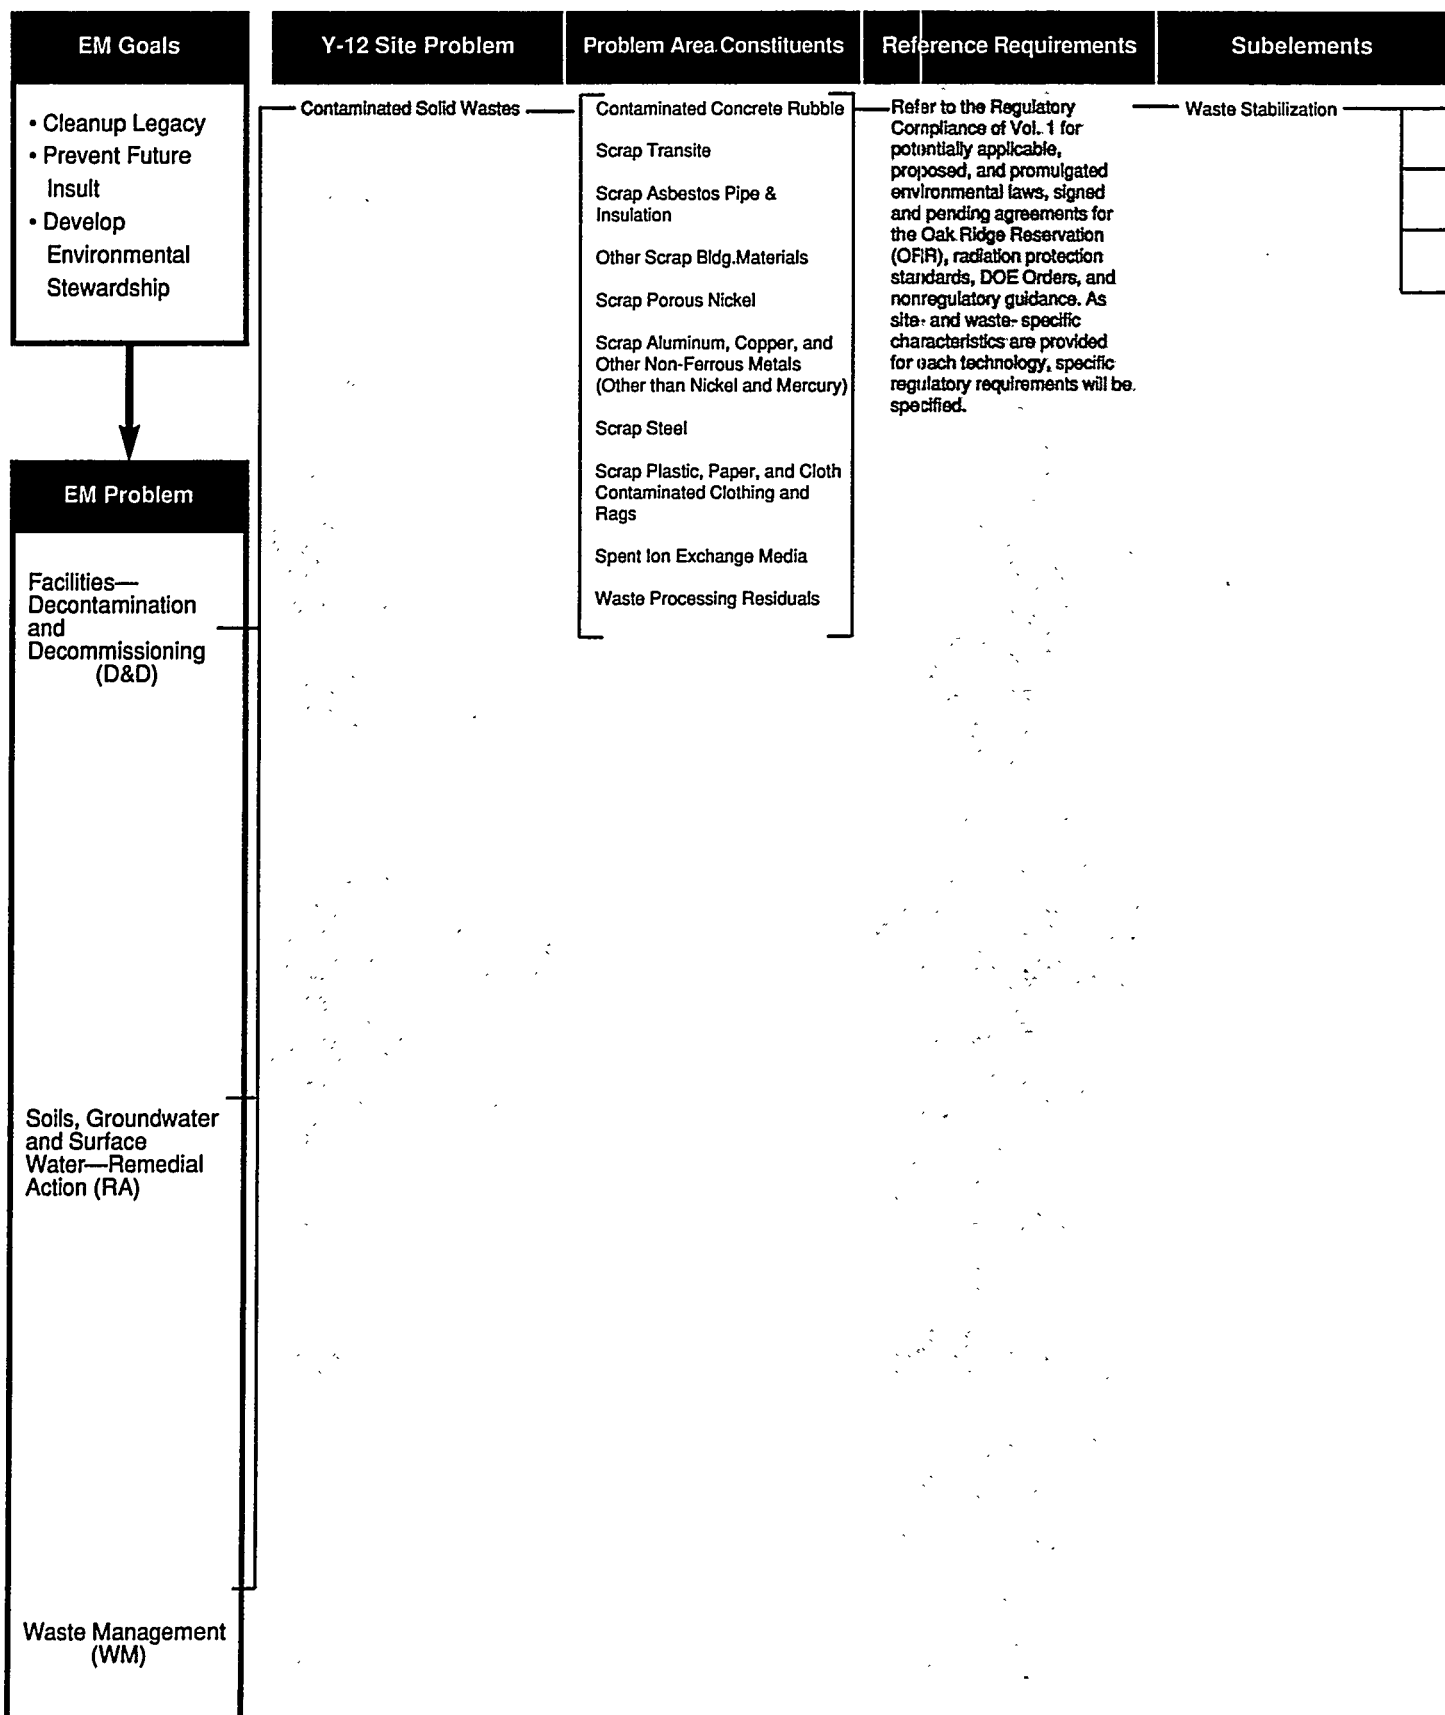 EM Goals
• Cleanup Legacy
• Prevent Future
Insult
• Develop
Environmental
Stewardship
EM Problem
Facilities—
Decontamination
and
Decommissioning
(D&D)
Soils, Groundwater
and Surface
Water—Remedial
Action (RA)
Waste Management
(WM)
Y-12 Site Problem
Contaminated Solid Wastes
Problem Area Constituents
Contaminated Concrete Rubble
Scrap Transite
Scrap Asbestos Pipe &
Insulation
Other Scrap Bldg.Materials
Scrap Porous Nickel
Scrap Aluminum, Copper, and
Other Non-Ferrous Metals
(Other than Nickel and Mercury)
Scrap Steel
Scrap Plastic, Paper, and Cloth
Contaminated Clothing and
Rags
Spent Ion Exchange Media
Waste Processing Residuals
Reference Requirements
Refer to the Regulatory
Compliance of Vol. 1 for
potentially applicable,
proposed, and promulgated
environmental laws, signed
and pending agreements for
the Oak Ridge Reservation
(ORR), radiation protection
standards, DOE Orders, and
nonregulatory guidance. As
site- and waste- specific
characteristics are provided
for each technology, specific
regulatory requirements will be
specified.
Subelements
Waste Stabilization